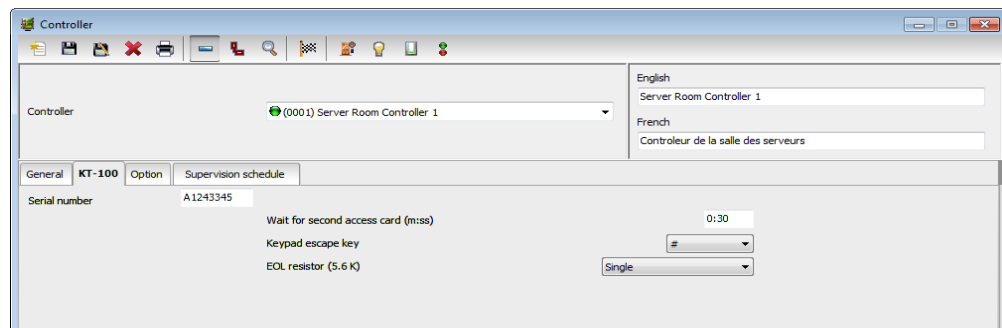 Controller
English
Server Room Controller 1
Controller
(0001) Server Room Controller 1
French
Controleur de la salle des serveurs
General KT-100 Option Supervision schedule
Serial number A1243345
Wait for second access card (m:ss) 0:30
Keypad escape key #
EOL resistor (5.6 K) Single